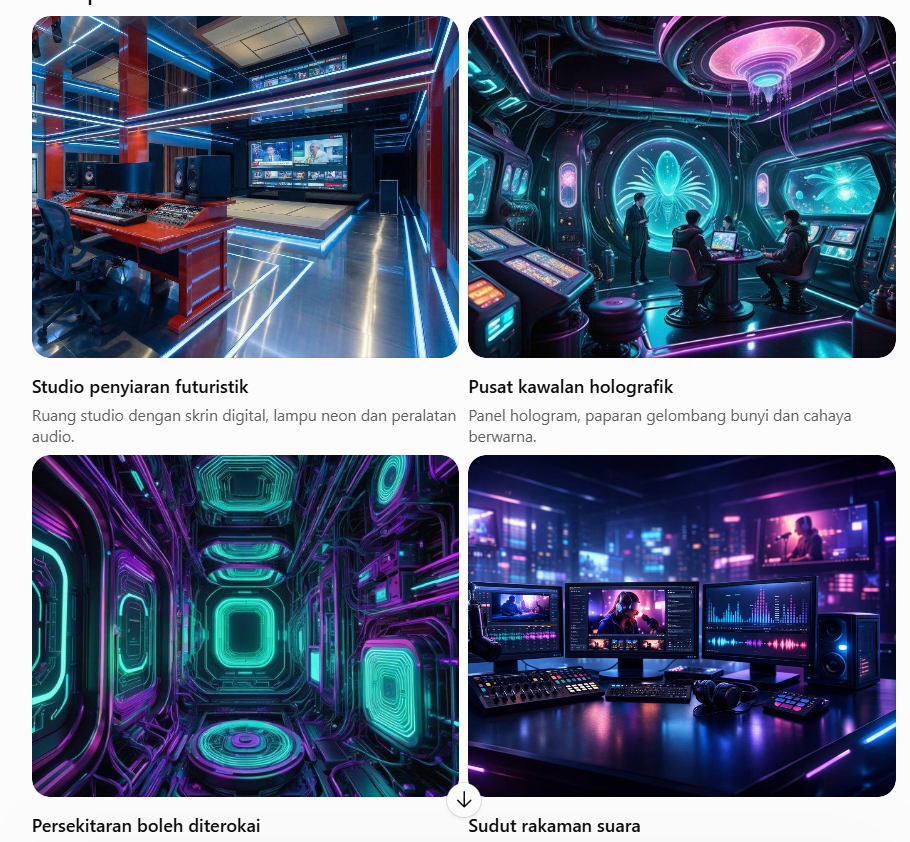 Studio penyiaran futuristik
Ruang studio dengan skrin digital, lampu neon dan peralatan
audio.
Pusat kawalan holografik
Panel hologram, paparan gelombang bunyi dan cahaya
berwarna.
Persekitaran boleh diterokai
Sudut rakaman suara